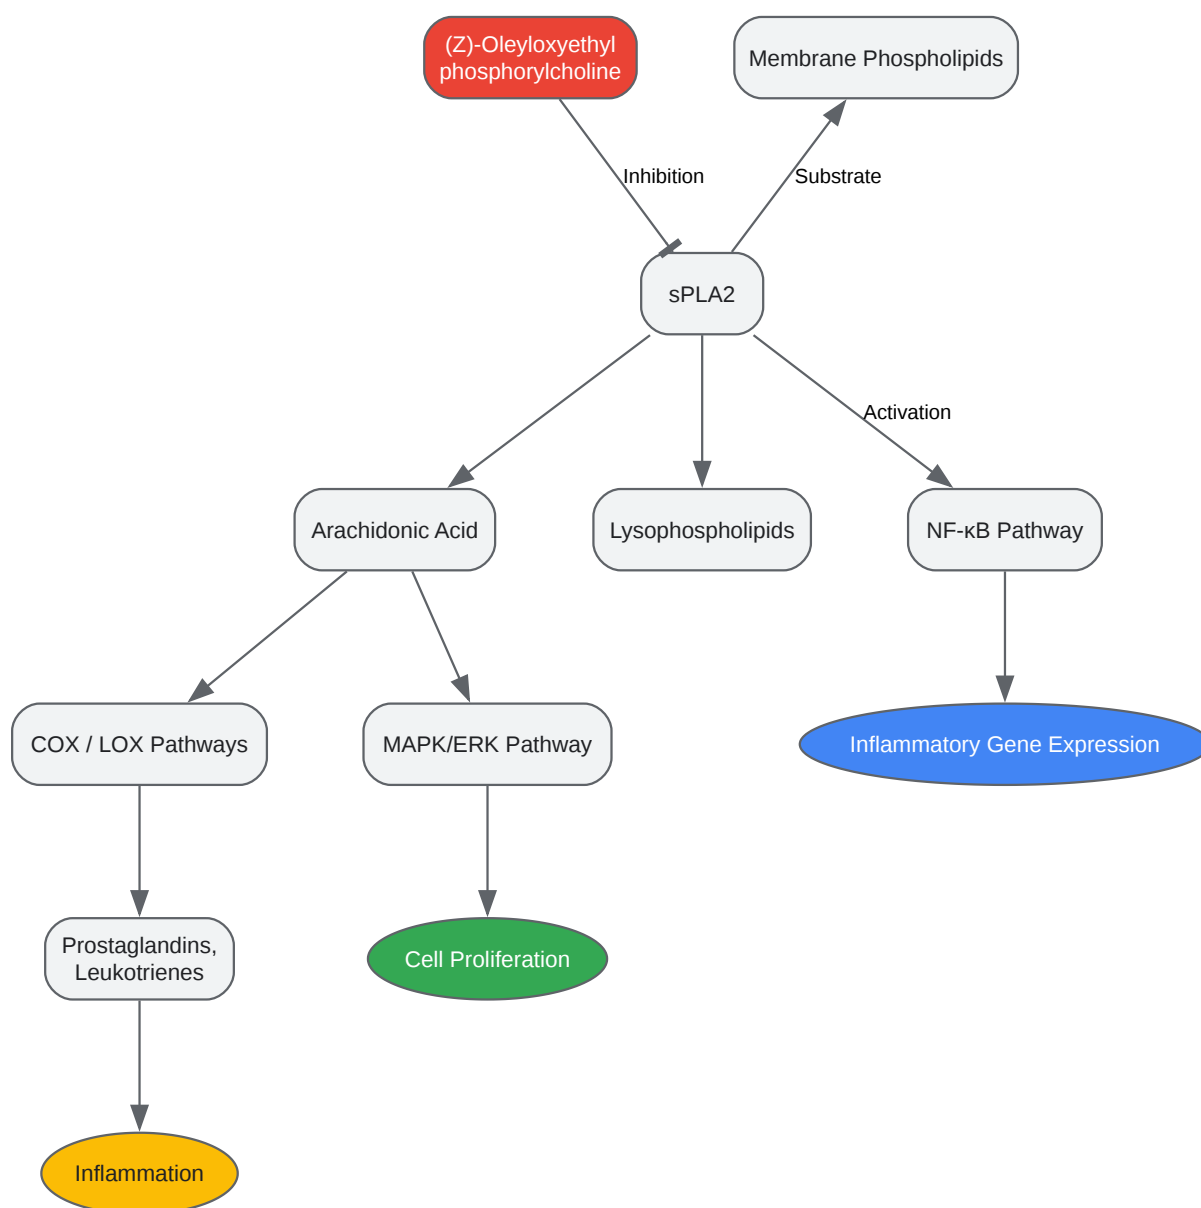 (Z)-Oleyloxyethyl
phosphorylcholine
Membrane Phospholipids
Inhibition
Substrate
sPLA2
Activation
Arachidonic Acid
Lysophospholipids
NF-κB Pathway
COX / LOX Pathways
MAPK/ERK Pathway
Inflammatory Gene Expression
Prostaglandins,
Leukotrienes
Cell Proliferation
Inflammation